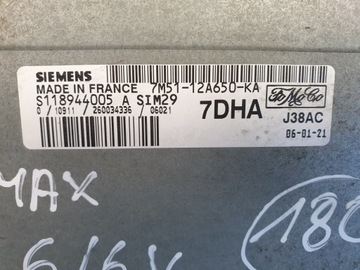 SIEMENS
MADE IN FRANCE 7M51-12A650-KA
S118944005 A SIM29
0 / 10911 / 260034336 / 06021
7DHA
FoMoCo
J38AC
06-01-21
MAX
180